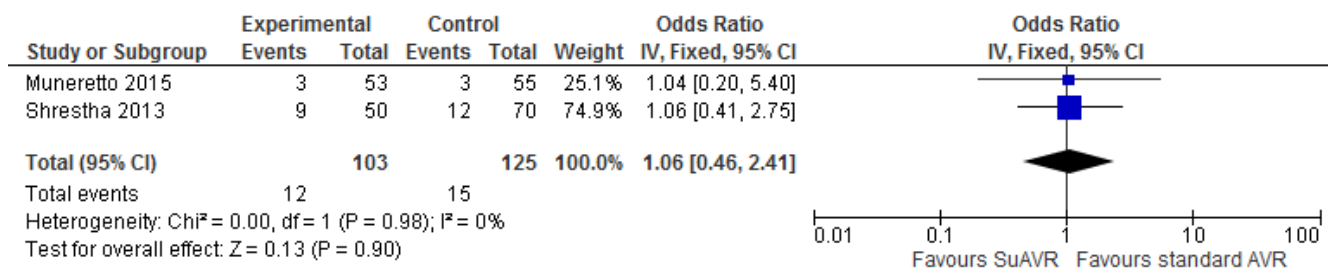 Experimental Control Odds Ratio Odds Ratio
Study or Subgroup Events Total Events Total Weight IV, Fixed, 95% CI IV, Fixed, 95% CI
Muneretto 2015 3 53 3 55 25.1% 1.04 [0.20, 5.40]
Shrestha 2013 9 50 12 70 74.9% 1.06 [0.41, 2.75]
Total (95% CI) 103 125 100.0% 1.06 [0.46, 2.41]
Total events 12 15
Heterogeneity: Chi² = 0.00, df = 1 (P = 0.98); I² = 0%
Test for overall effect: Z = 0.13 (P = 0.90)
0.01 0.1 1 10 100
Favours SuAVR Favours standard AVR